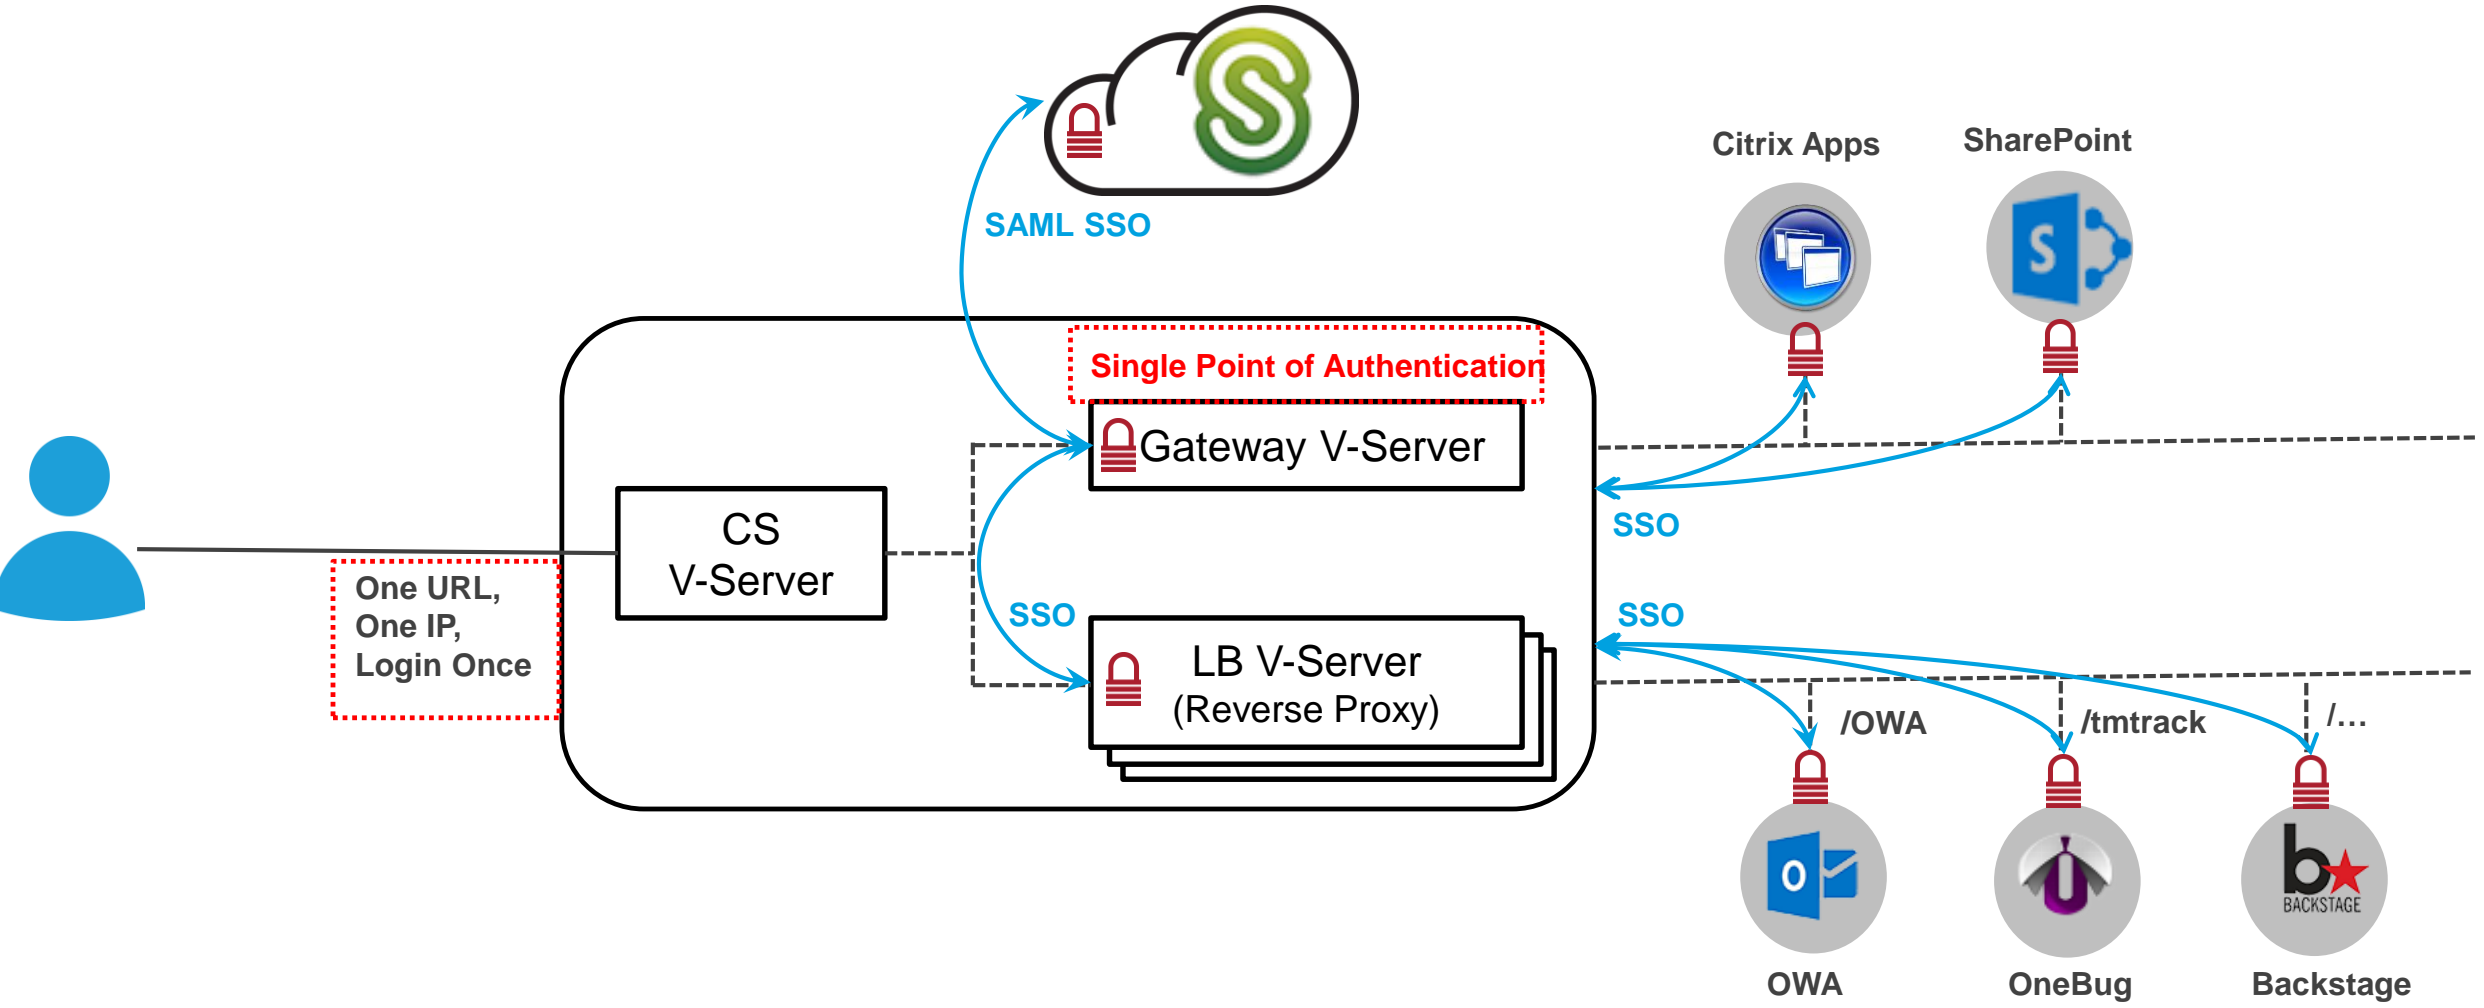 Citrix Apps
SharePoint
S
SAML SSO
Single Point of Authentication
Gateway V-Server
CS
V-Server
SSO
One URL,
One IP,
Login Once
SSO
SSO
LB V-Server
(Reverse Proxy)
/OWA
/tmtrack
/...
O
b
BACKSTAGE
OWA
OneBug
Backstage